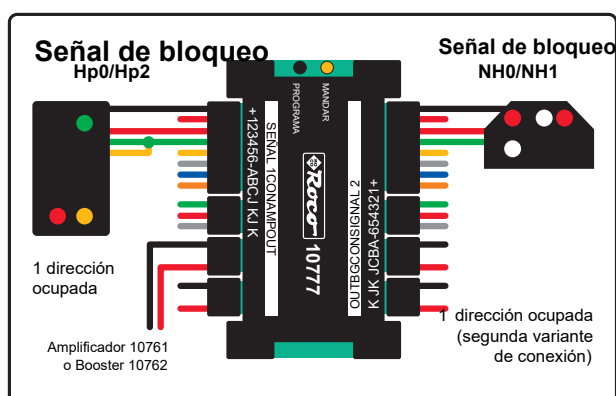 Señal de bloqueo
Hp0/Hp2
Señal de bloqueo
NH0/NH1
PROGRAMA
MANDAR
+123456-ABCJ KJ K
SEÑAL 1CONAMPOUT
Roco 10777
OUTBGCONSIGNAL 2
K JK JCBA-654321+
1 dirección
ocupada
Amplificador 10761
o Booster 10762
1 dirección ocupada
(segunda variante
de conexión)